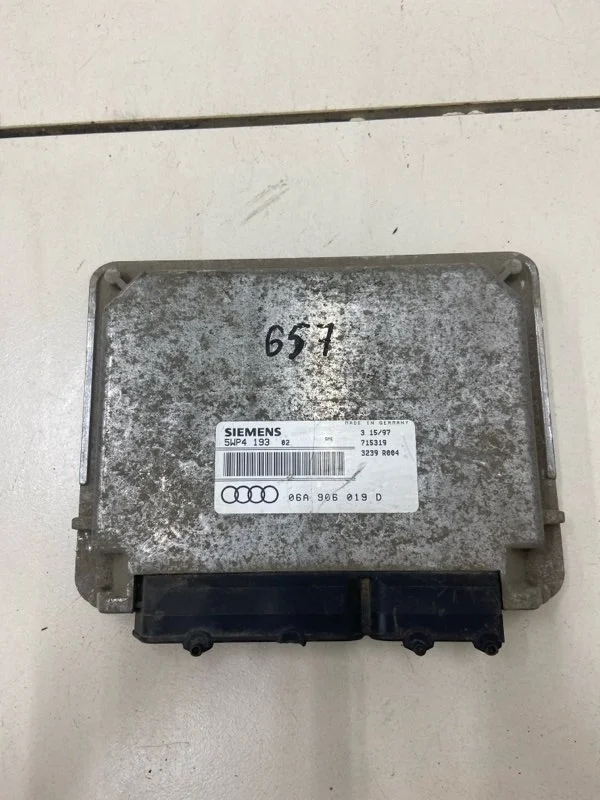 657
MADE IN GERMANY
SIEMENS 3 15/97
5WP4 193 02 715319
3239 R004
06A 906 019 D